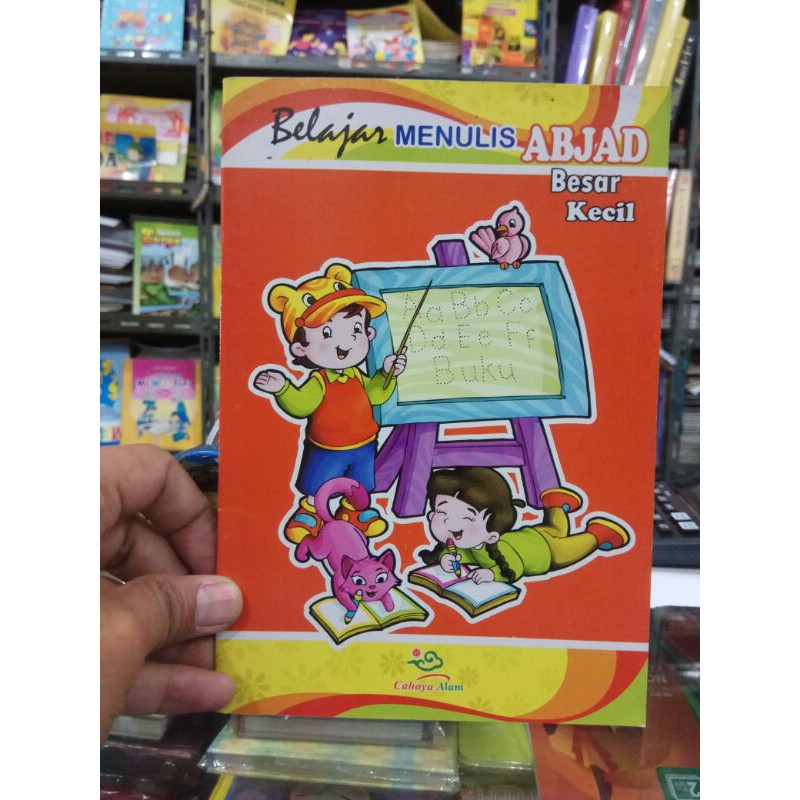 Belajar MENULIS ABJAD
Besar
Kecil
Aa Bb Cc
Dd Ee Ff
Buku
Cahaya Alam